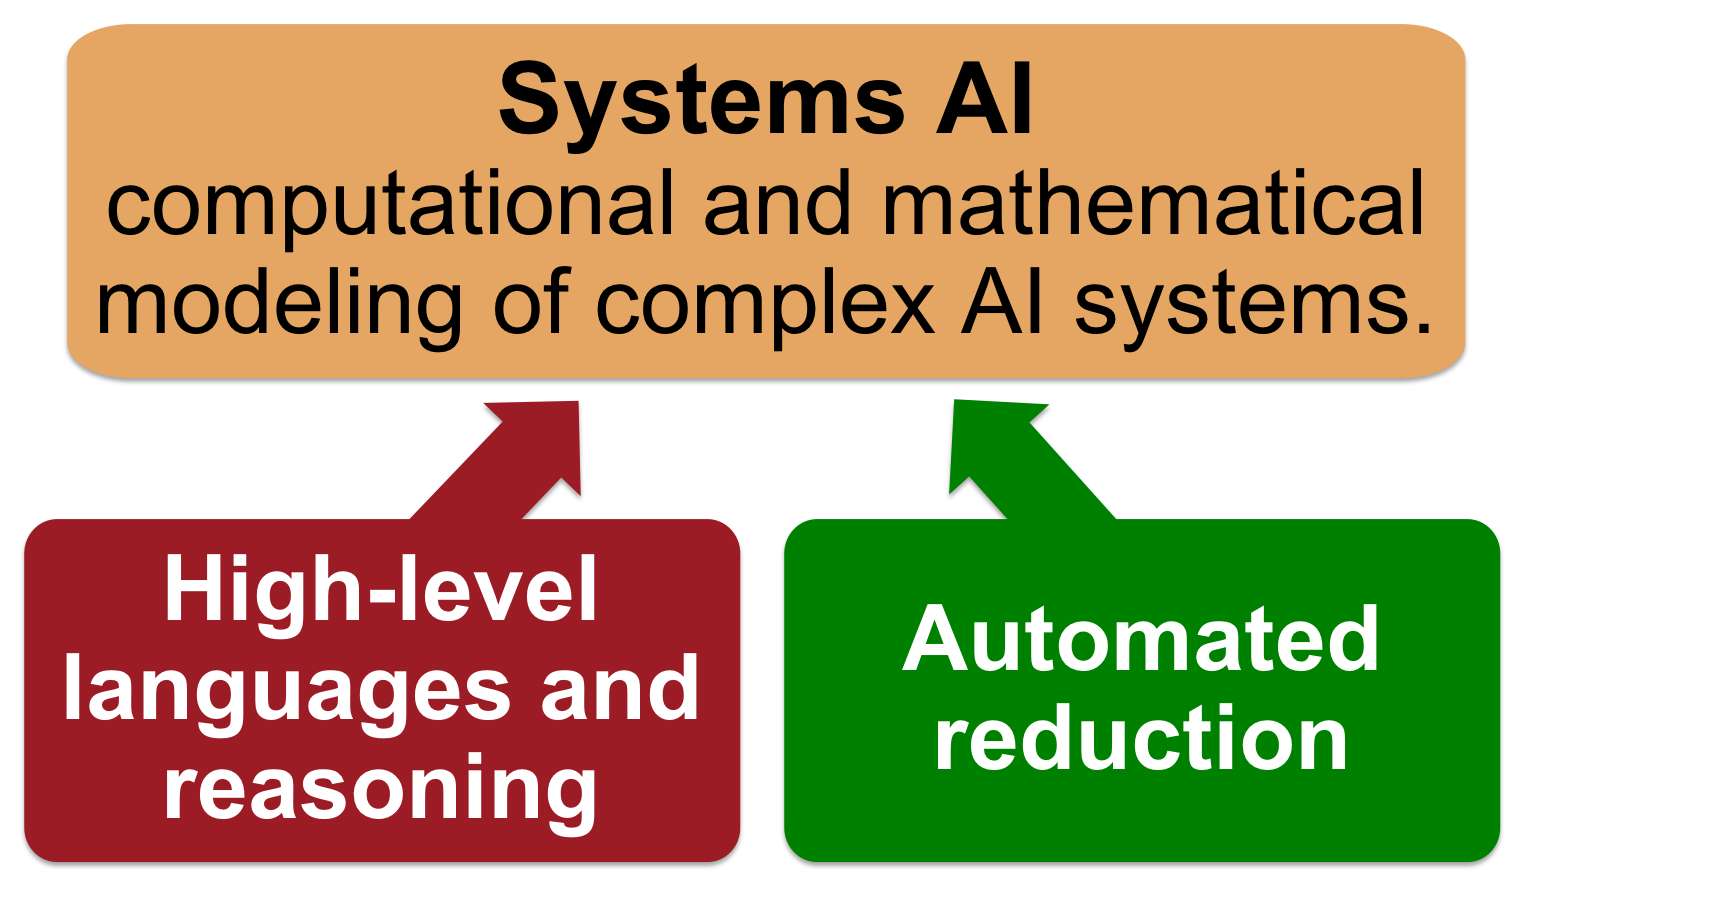 Systems AI
computational and mathematical
modeling of complex AI systems.
High-level
languages and
reasoning
Automated
reduction